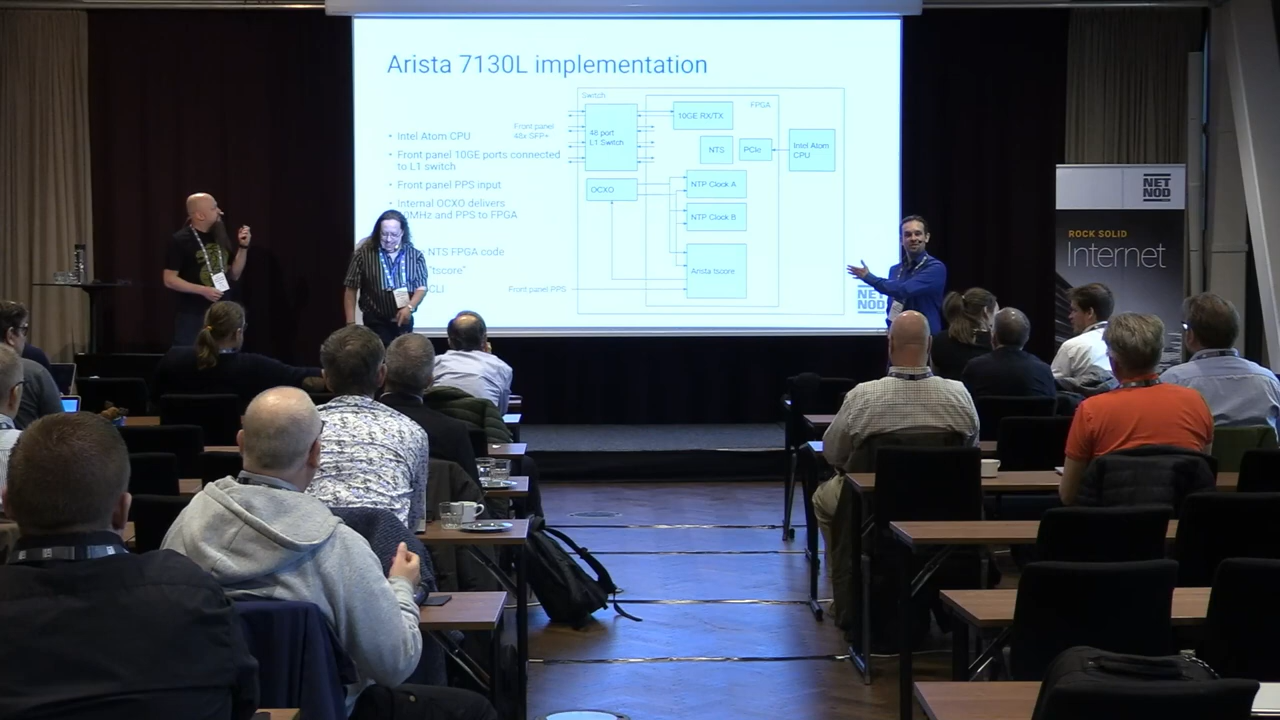 Arista 7130L implementation
• Intel Atom CPU
• Front panel 10GE ports connected
to L1 switch
• Front panel PPS input
• Internal OCXO delivers
0MHz and PPS to FPGA
NTS FPGA code
"tscore"
CLI
Switch
FPGA
Front panel
48x SFP+
48 port
L1 Switch
10GE RX/TX
NTS
PCIe
Intel Atom
CPU
OCXO
NTP Clock A
NTP Clock B
Arista tscore
Front panel PPS
NET
NOD
NET
NOD
ROCK SOLID
Internet